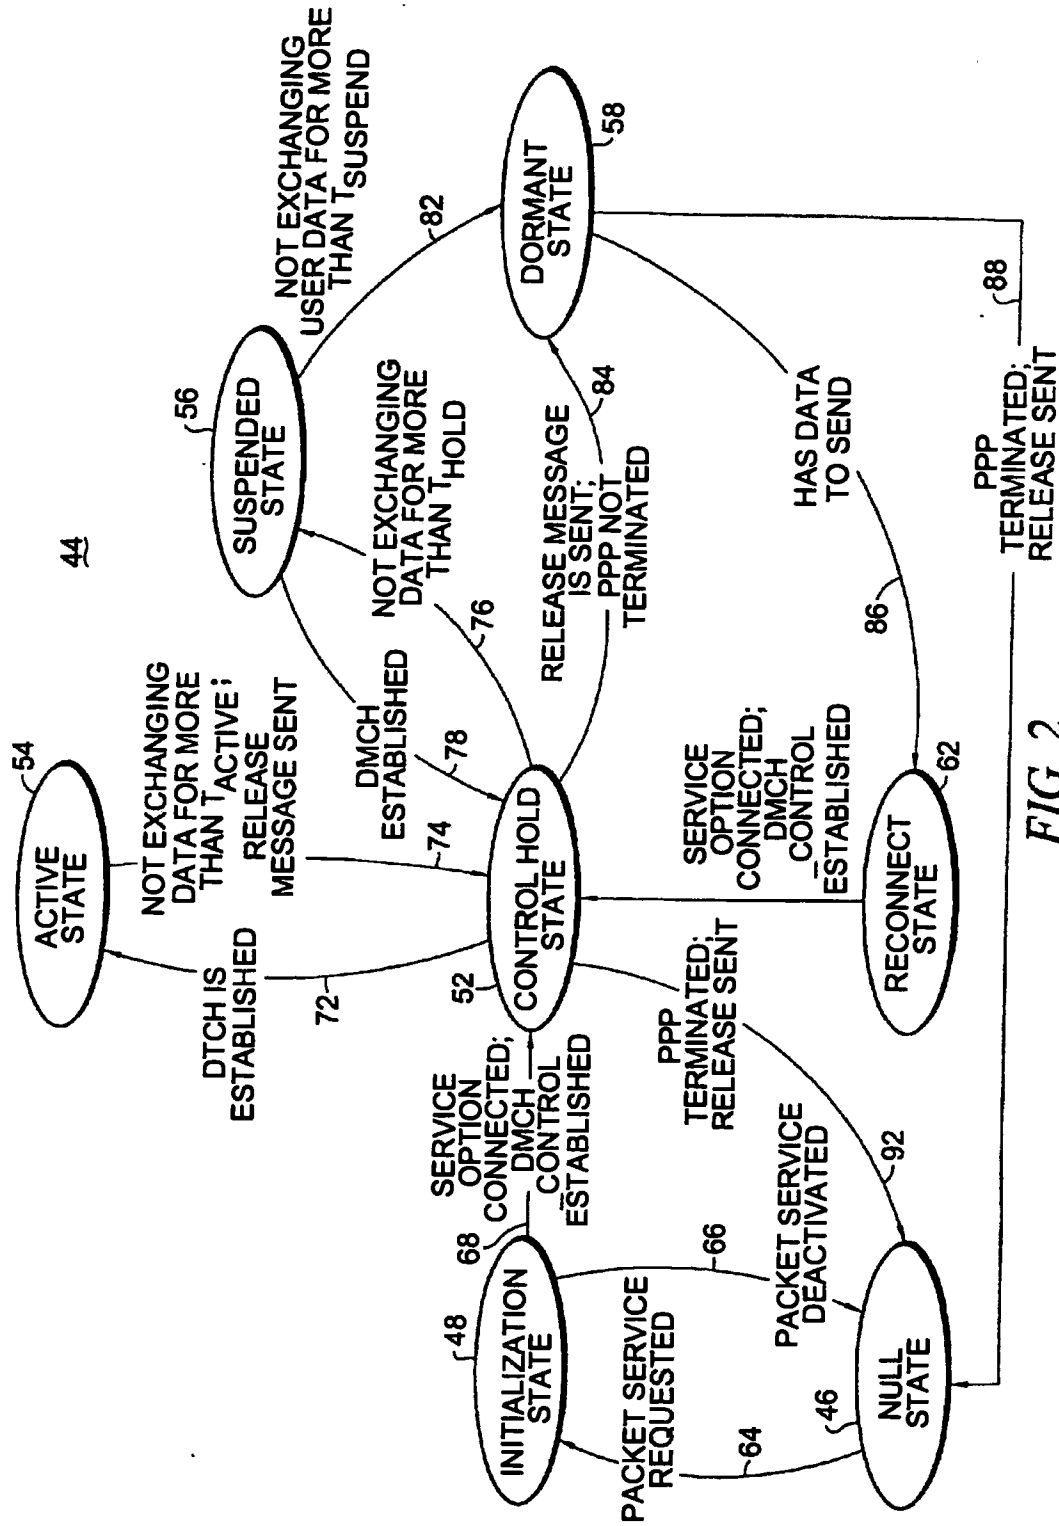 44
54
ACTIVE
STATE
NOT EXCHANGING
DATA FOR MORE
THAN TACTIVE;
RELEASE
MESSAGE SENT
74
DTCH IS
ESTABLISHED
72
56
SUSPENDED
STATE
NOT EXCHANGING
USER DATA FOR MORE
THAN TSUSPEND
82
DMCH
ESTABLISHED
78
NOT EXCHANGING
DATA FOR MORE
THAN THOLD
76
48
INITIALIZATION
STATE
68
SERVICE
OPTION
CONNECTED;
DMCH
_CONTROL
ESTABLISHED
52
CONTROL HOLD
STATE
RELEASE MESSAGE
IS SENT;
PPP NOT
TERMINATED
84
DORMANT
STATE
58
PACKET SERVICE
REQUESTED
64
66
PACKET SERVICE
DEACTIVATED
PPP
TERMINATED;
RELEASE SENT
92
SERVICE
OPTION
CONNECTED;
DMCH
_CONTROL
ESTABLISHED
HAS DATA
TO SEND
86
46
NULL
STATE
RECONNECT
STATE
62
PPP
TERMINATED;
RELEASE SENT
88
FIG. 2